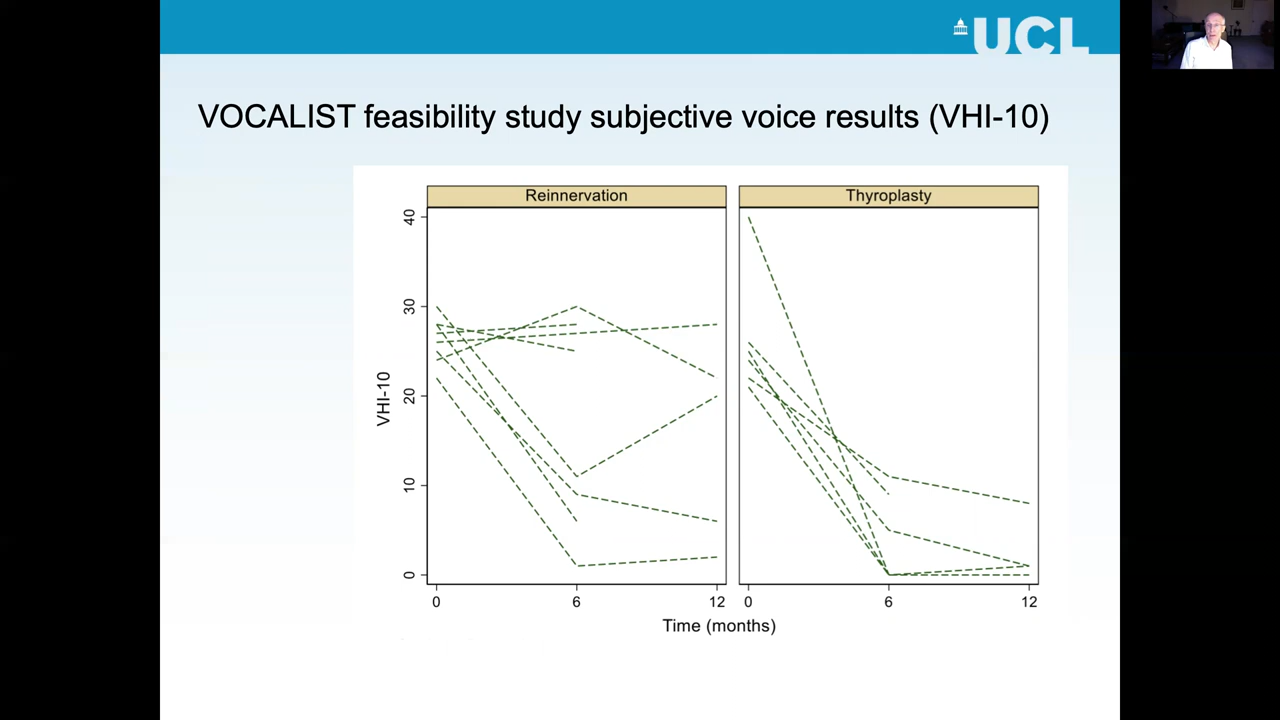 UCL
VOCALIST feasibility study subjective voice results (VHI-10)
Reinnervation
Thyroplasty
VHI-10
40
30
20
10
0
0 6 12
0 6 12
Time (months)